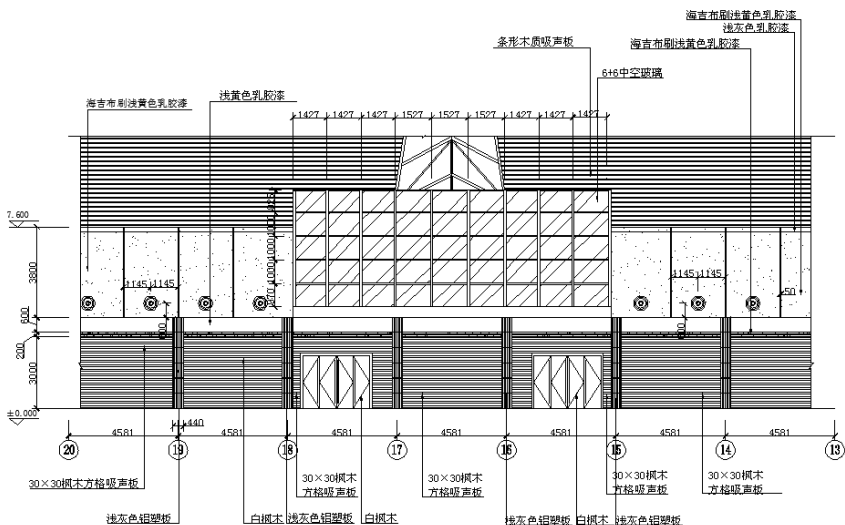 海吉布刷浅黄色乳胶漆
浅灰色乳胶漆
条形木质吸声板
海吉布刷浅黄色乳胶漆
6+6中空玻璃
浅黄色乳胶漆
海吉布刷浅黄色乳胶漆
1427 1427 1427 1527 1527 1527 1427 1427 1427
7.600
3800
600
200
3000
±0.000
1000
1000
1000
1145 1145
1145 1145
50
600
600
440
4581 4581 4581 4581 4581 4581 4581
20 19 18 17 16 15 14 13
30×30枫木方格吸声板
30×30枫木
方格吸声板
30×30枫木
方格吸声板
30×30枫木
方格吸声板
30×30枫木
方格吸声板
浅灰色铝塑板
白枫木
浅灰色铝塑板
白枫木
浅灰色铝塑板
白枫木
浅灰色铝塑板